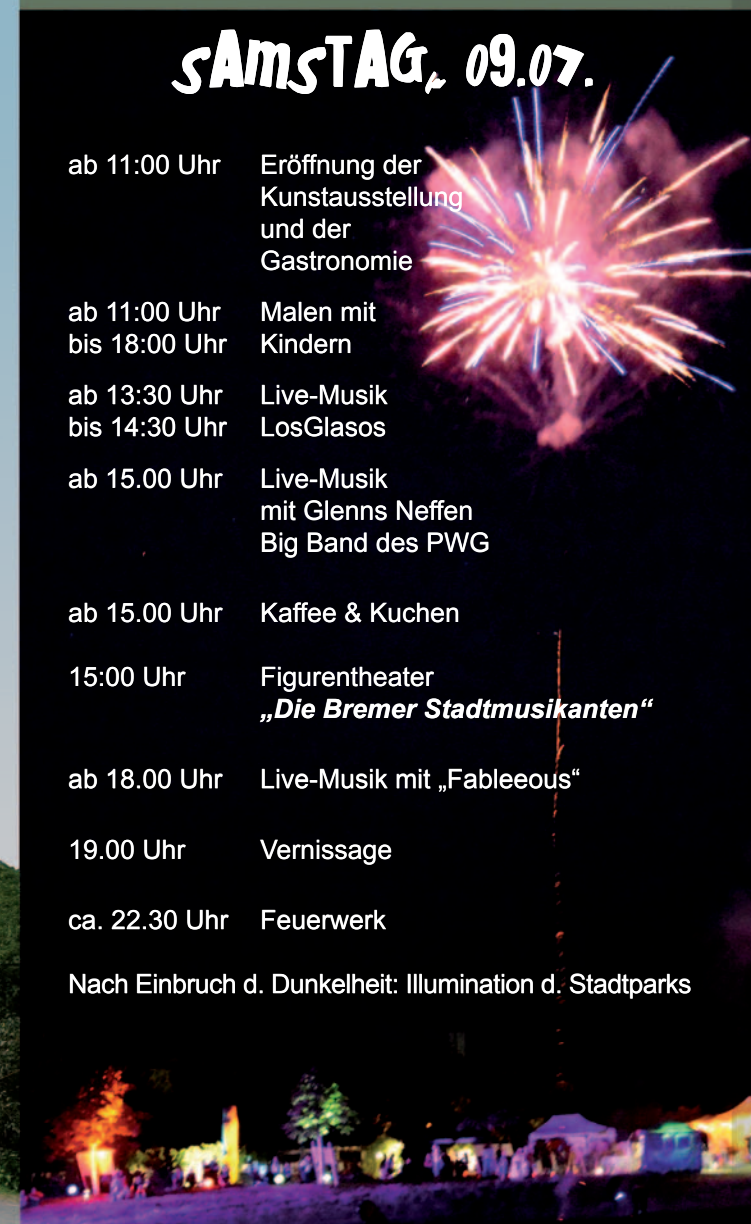 SAMSTAG, 09.07.
ab 11:00 Uhr Eröffnung der
Kunstausstellung
und der
Gastronomie
ab 11:00 Uhr Malen mit
bis 18:00 Uhr Kindern
ab 13:30 Uhr Live-Musik
bis 14:30 Uhr LosGlasos
ab 15.00 Uhr Live-Musik
mit Glenns Neffen
Big Band des PWG
ab 15.00 Uhr Kaffee & Kuchen
15:00 Uhr Figurentheater
„Die Bremer Stadtmusikanten“
ab 18.00 Uhr Live-Musik mit „Fableeous“
19.00 Uhr Vernissage
ca. 22.30 Uhr Feuerwerk
Nach Einbruch d. Dunkelheit: Illumination d. Stadtparks